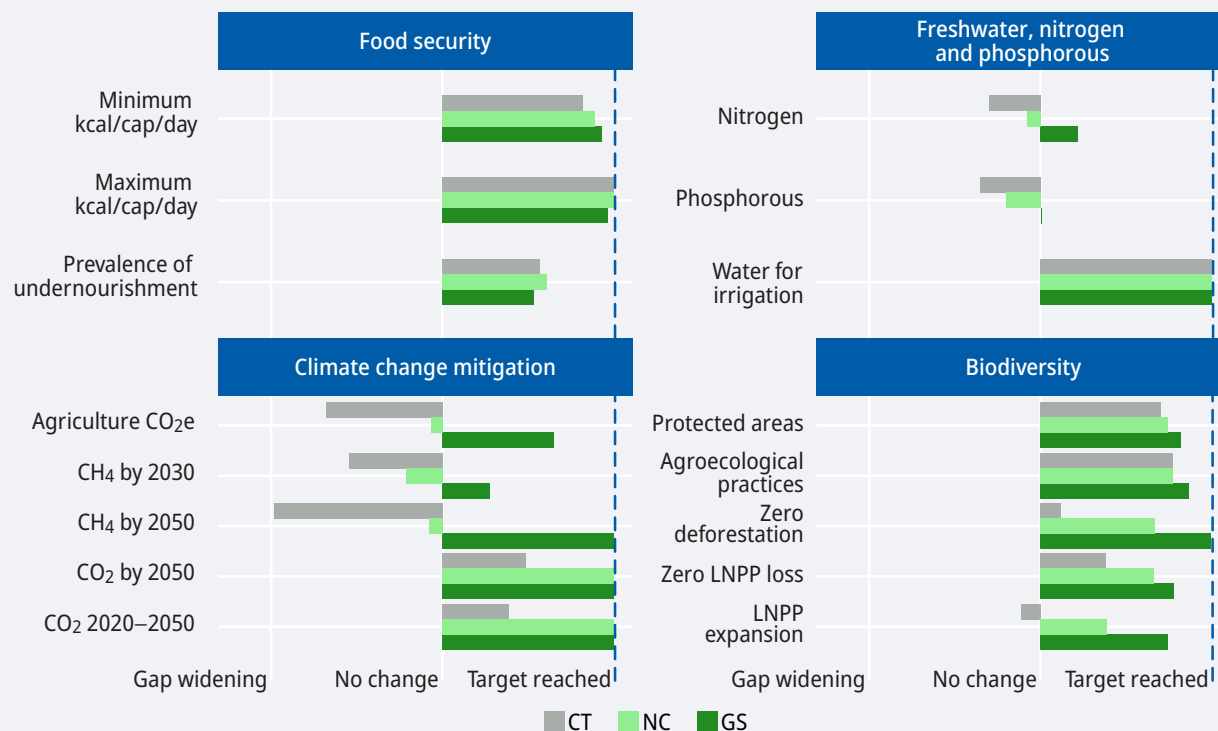 Food security
Minimum
kcal/cap/day
Maximum
kcal/cap/day
Prevalence of
undernourishment
Freshwater, nitrogen
and phosphorous
Nitrogen
Phosphorous
Water for
irrigation
Climate change mitigation
Agriculture CO2e
CH4 by 2030
CH4 by 2050
CO2 by 2050
CO2 2020–2050
Gap widening No change Target reached
Biodiversity
Protected areas
Agroecological
practices
Zero
deforestation
Zero LNPP loss
LNPP
expansion
Gap widening No change Target reached
CT NC GS